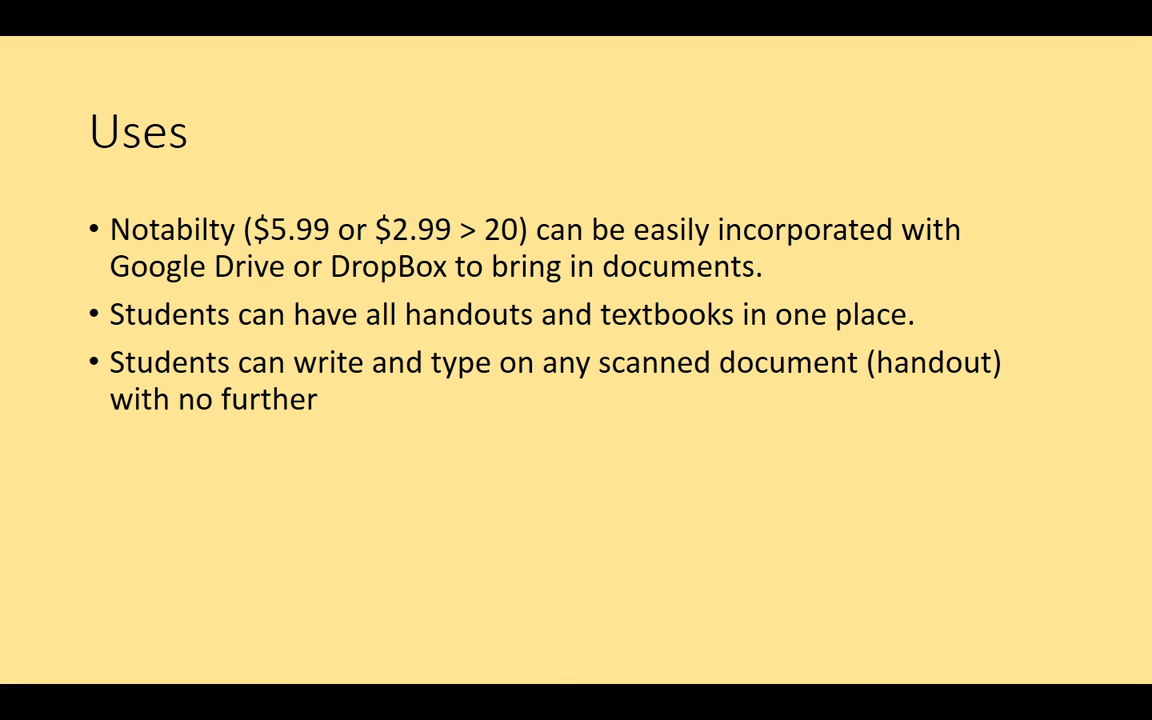 Uses
• Notabilty ($5.99 or $2.99 > 20) can be easily incorporated with
Google Drive or DropBox to bring in documents.
• Students can have all handouts and textbooks in one place.
• Students can write and type on any scanned document (handout)
with no further